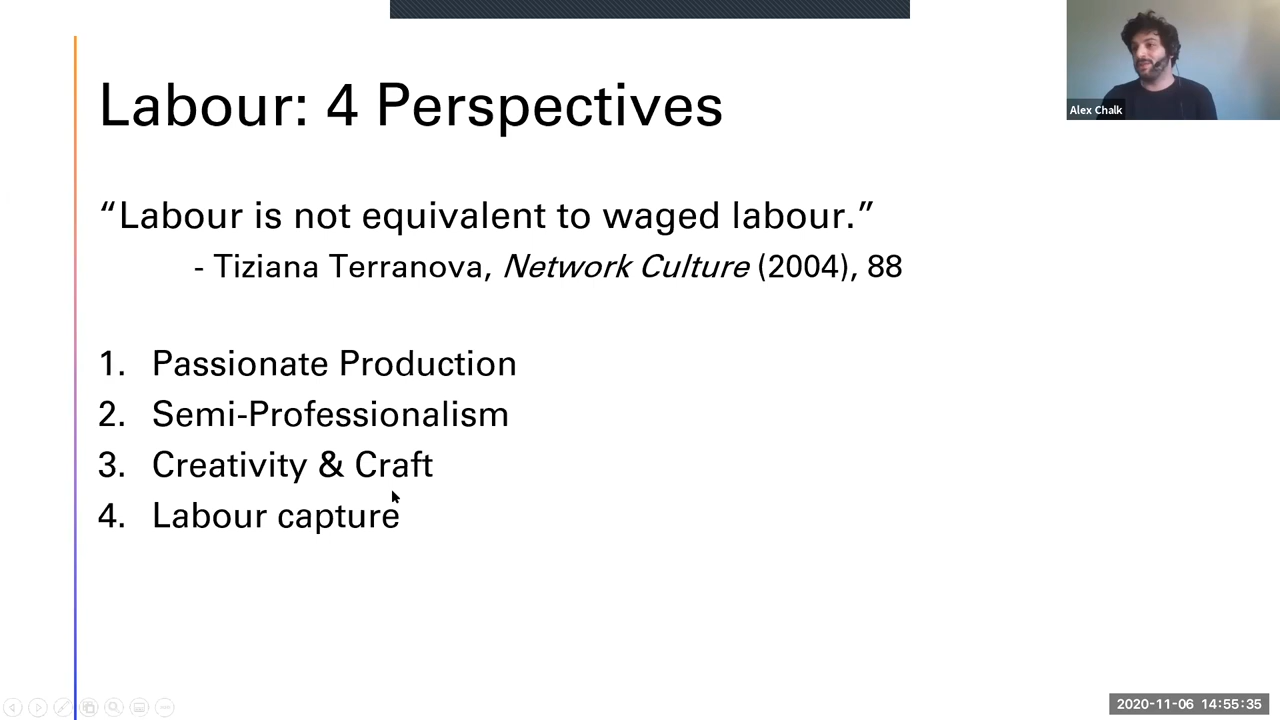 Labour: 4 Perspectives
Alex Chalk
“Labour is not equivalent to waged labour.”
- Tiziana Terranova, Network Culture (2004), 88
1. Passionate Production
2. Semi-Professionalism
3. Creativity & Craft
4. Labour capture
2020-11-06 14:55:35